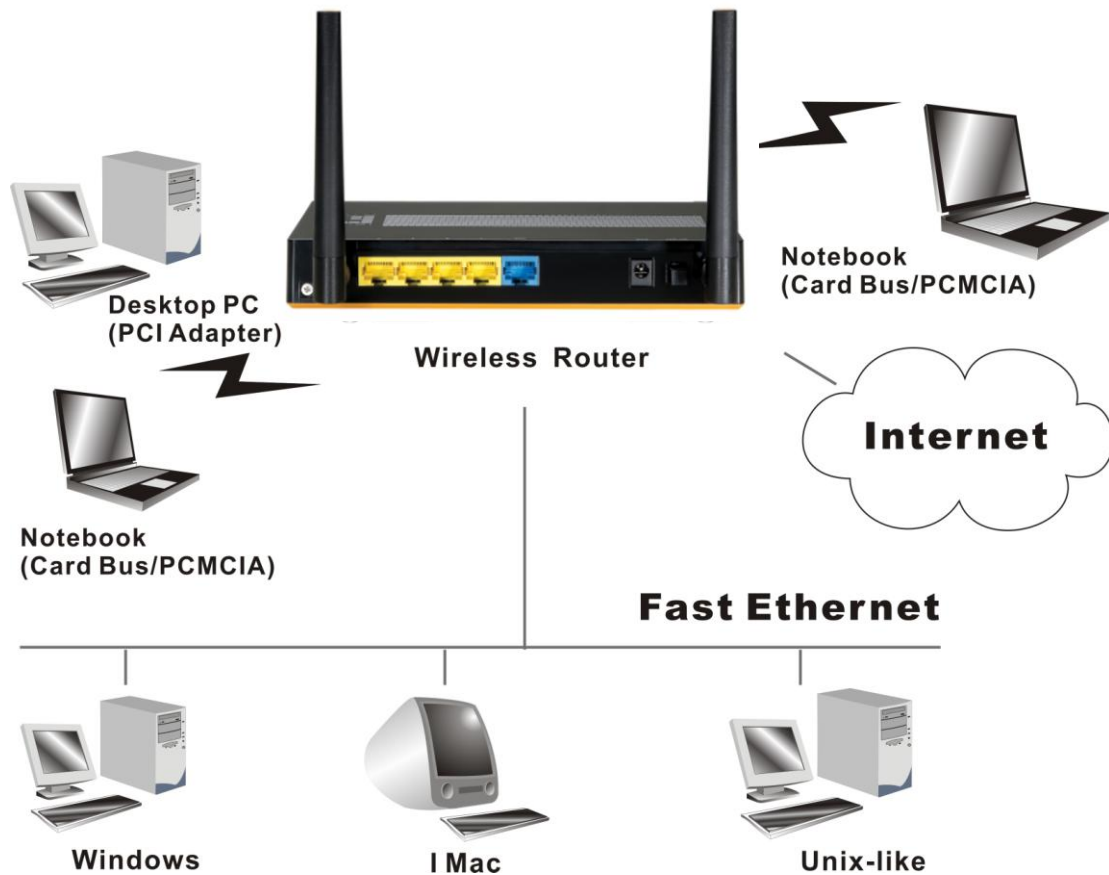 Desktop PC
(PCI Adapter)
Wireless Router
Notebook
(Card Bus/PCMCIA)
Internet
Notebook
(Card Bus/PCMCIA)
Fast Ethernet
Windows
I Mac
Unix-like